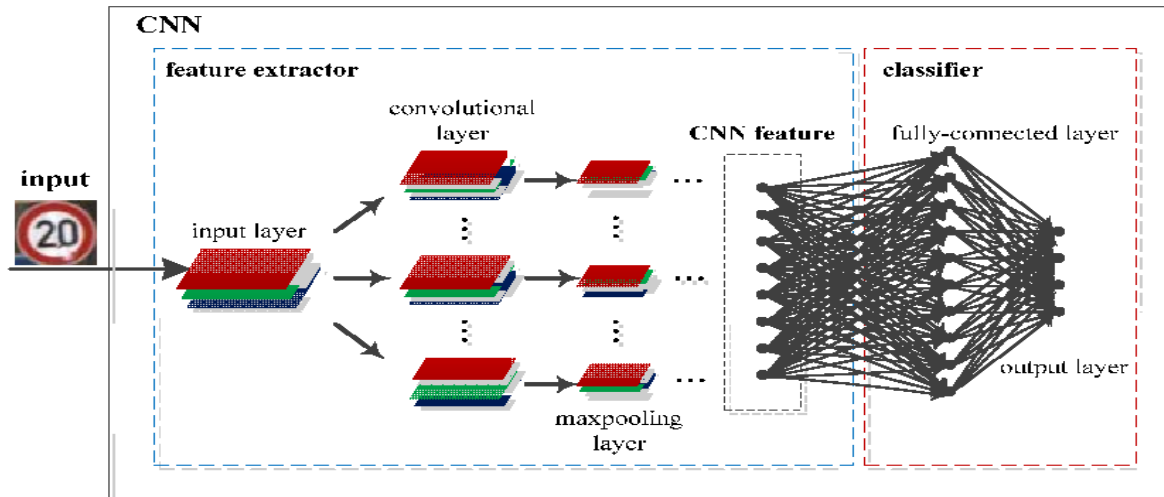 CNN
feature extractor
classifier
convolutional
layer
CNN feature
fully-connected layer
input
20
input layer
output layer
maxpooling
layer